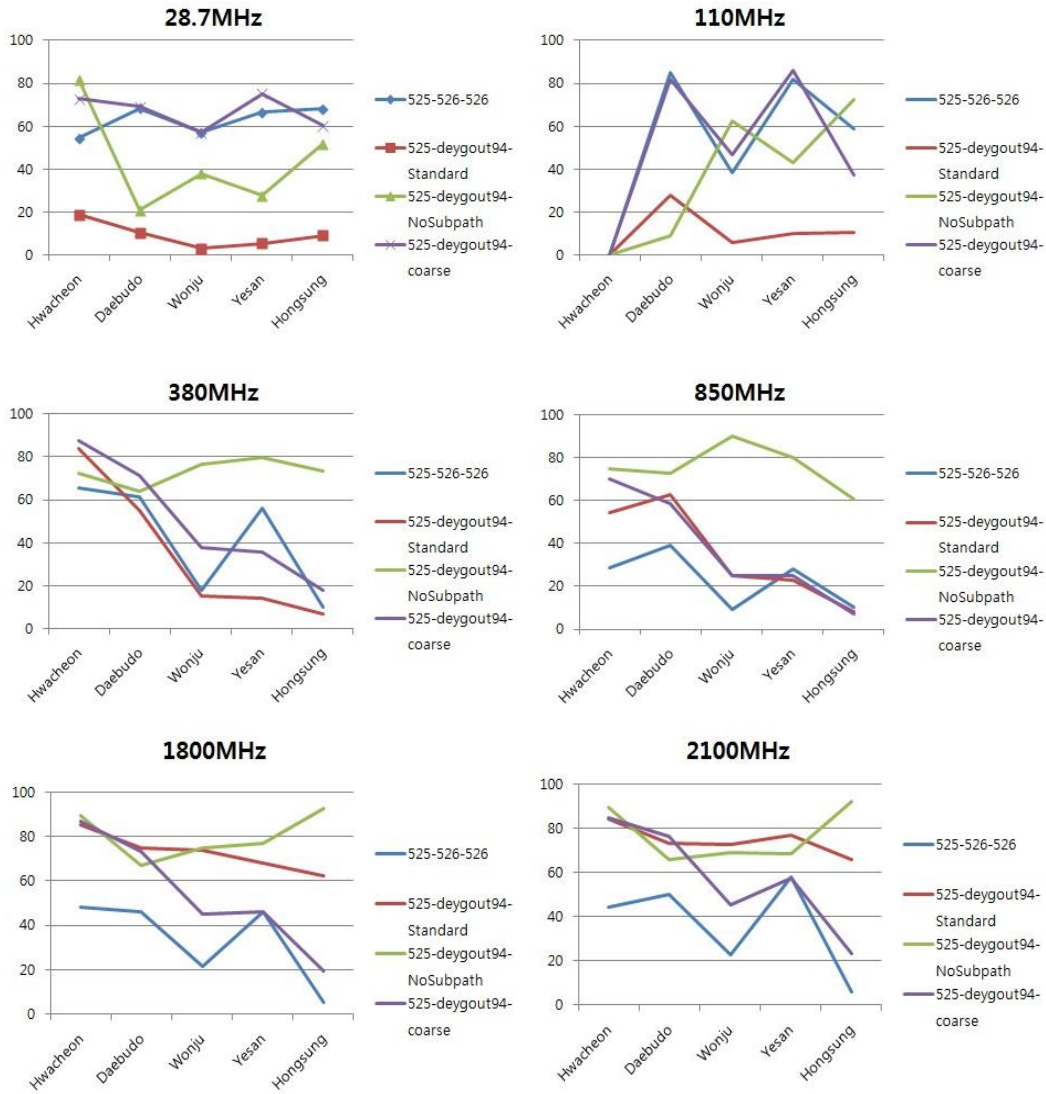 28.7MHz
100
80
60
40
20
0
Hwacheon
Daebudo
Wonju
Yesan
Hongsung
525-526-526
525-deygout94-
Standard
525-deygout94-
NoSubpath
525-deygout94-
coarse
110MHz
100
80
60
40
20
0
Hwacheon
Daebudo
Wonju
Yesan
Hongsung
525-526-526
525-deygout94-
Standard
525-deygout94-
NoSubpath
525-deygout94-
coarse
380MHz
100
80
60
40
20
0
Hwacheon
Daebudo
Wonju
Yesan
Hongsung
525-526-526
525-deygout94-
Standard
525-deygout94-
NoSubpath
525-deygout94-
coarse
850MHz
100
80
60
40
20
0
Hwacheon
Daebudo
Wonju
Yesan
Hongsung
525-526-526
525-deygout94-
Standard
525-deygout94-
NoSubpath
525-deygout94-
coarse
1800MHz
100
80
60
40
20
0
Hwacheon
Daebudo
Wonju
Yesan
Hongsung
525-526-526
525-deygout94-
Standard
525-deygout94-
NoSubpath
525-deygout94-
coarse
2100MHz
100
80
60
40
20
0
Hwacheon
Daebudo
Wonju
Yesan
Hongsung
525-526-526
525-deygout94-
Standard
525-deygout94-
NoSubpath
525-deygout94-
coarse